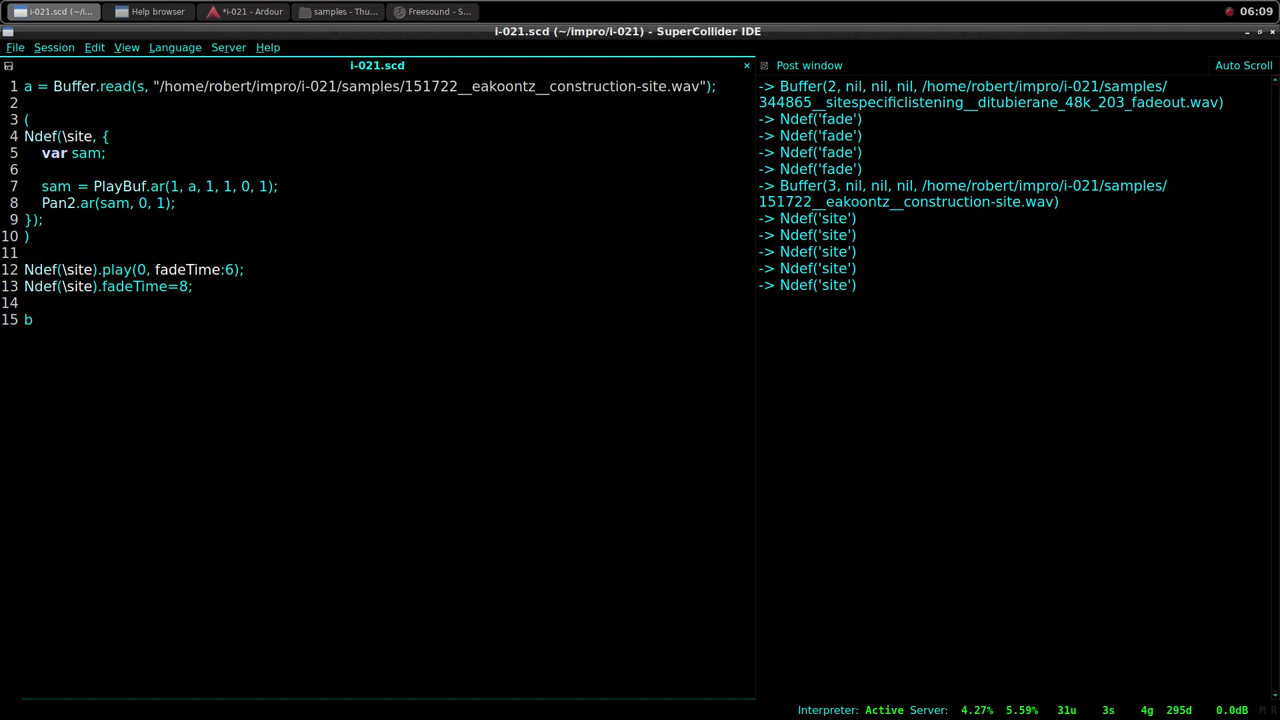 i-021.scd (~/i...
Help browser
*i-021 - Ardour
samples - Thu...
Freesound - S...
06:09
i-021.scd (~/impro/i-021) - SuperCollider IDE
File Session Edit View Language Server Help
i-021.scd
1 a = Buffer.read(s, "/home/robert/impro/i-021/samples/151722__eakoontz__construction-site.wav");
2
3 (
4 Ndef(\site, {
5 var sam;
6
7 sam = PlayBuf.ar(1, a, 1, 1, 0, 1);
8 Pan2.ar(sam, 0, 1);
9 });
10 )
11
12 Ndef(\site).play(0, fadeTime:6);
13 Ndef(\site).fadeTime=8;
14
15 b
Post window
Auto Scroll
-> Buffer(2, nil, nil, nil, /home/robert/impro/i-021/samples/
344865__sitespecificlistening__ditubierane_48k_203_fadeout.wav)
-> Ndef('fade')
-> Ndef('fade')
-> Ndef('fade')
-> Ndef('fade')
-> Buffer(3, nil, nil, nil, /home/robert/impro/i-021/samples/
151722__eakoontz__construction-site.wav)
-> Ndef('site')
-> Ndef('site')
-> Ndef('site')
-> Ndef('site')
-> Ndef('site')
Interpreter: Active Server: 4.27% 5.59% 31u 3s 4g 295d 0.0dB M R